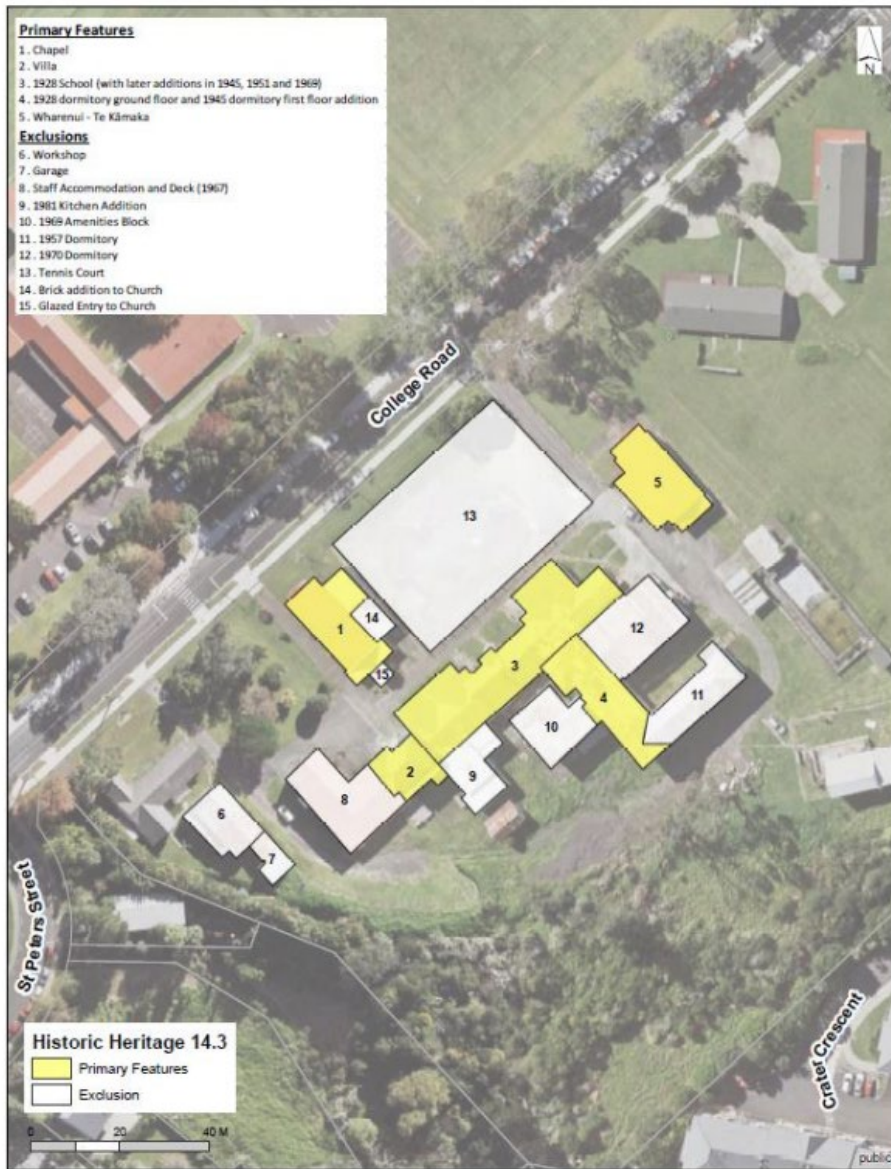 Primary Features
1. Chapel
2. Villa
3. 1928 School (with later additions in 1945, 1951 and 1969)
4. 1928 dormitory ground floor and 1945 dormitory first floor addition
5. Wharenui - Te Kāmaka
Exclusions
6. Workshop
7. Garage
8. Staff Accommodation and Deck (1967)
9. 1981 Kitchen Addition
10. 1969 Amenities Block
11. 1957 Dormitory
12. 1970 Dormitory
13. Tennis Court
14. Brick addition to Church
15. Glazed Entry to Church
N
College Road
5
13
14
1
12
15
3
11
4
10
2
9
8
6
7
St Peters Street
Crater Crescent
Historic Heritage 14.3
Primary Features
Exclusion
0 20 40 M
public